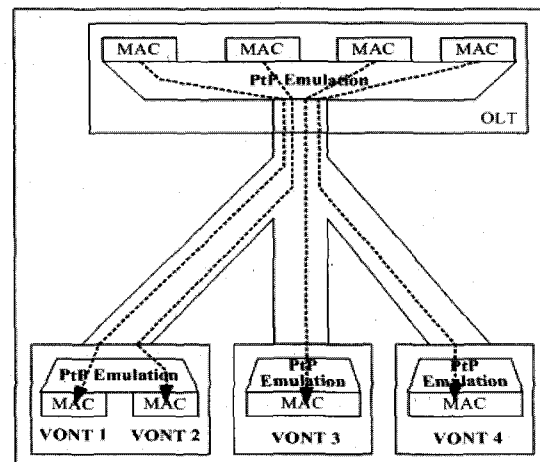 MAC MAC MAC MAC
PtP Emulation
OLT
PtP Emulation
MAC MAC
VONT 1 VONT 2
PtP
Emulation
MAC
VONT 3
PtP
Emulation
MAC
VONT 4